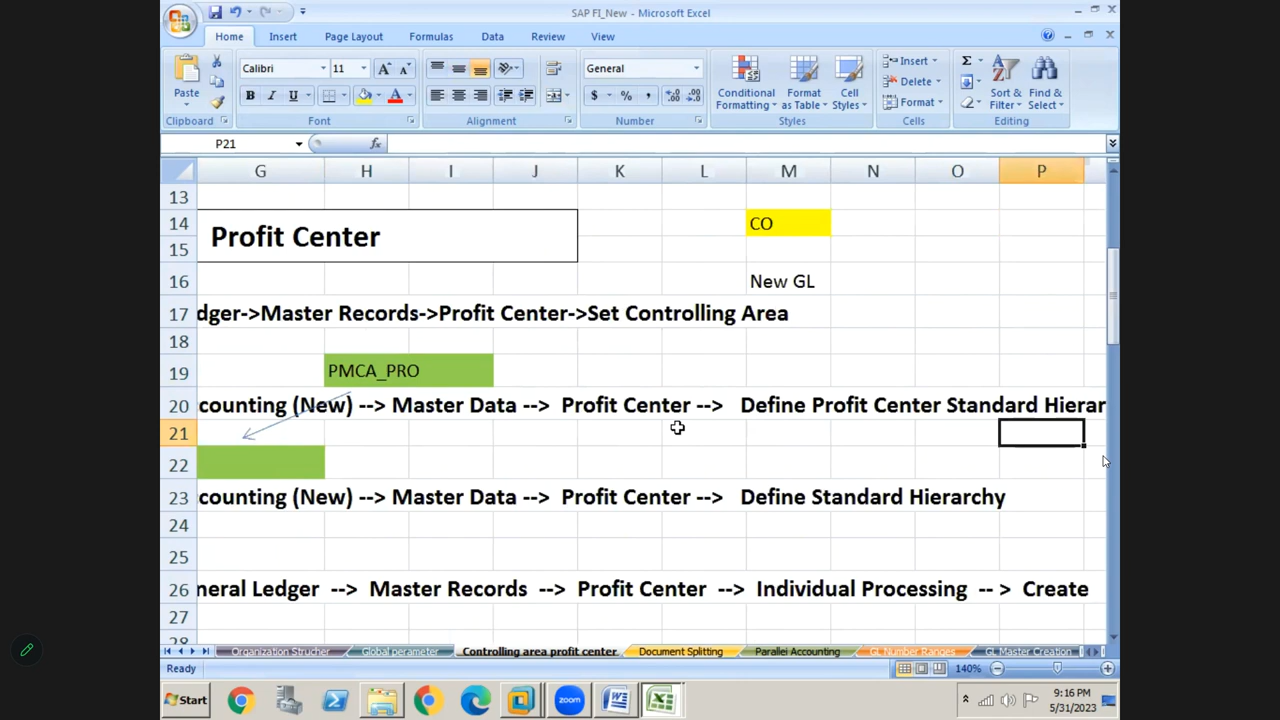 SAP FI_New - Microsoft Excel
Home Insert Page Layout Formulas Data Review View
Paste
Calibri 11 A A
B I U
General
$ % ,
Conditional Formatting
Format as Table
Cell Styles
Insert
Delete
Format
Σ
Sort & Filter
Find & Select
Clipboard Font Alignment Number Styles Cells Editing
P21 fx
G H I J K L M N O P
13
14 CO
15 Profit Center
16 New GL
17 dger->Master Records->Profit Center->Set Controlling Area
18
19 PMCA_PRO
20 counting (New) --> Master Data --> Profit Center --> Define Profit Center Standard Hierar
21
22
23 counting (New) --> Master Data --> Profit Center --> Define Standard Hierarchy
24
25
26 neral Ledger --> Master Records --> Profit Center --> Individual Processing -- > Create
27
28
Organization Strucher Global perameter Controlling area profit center. Document Splitting Parallel Accounting GL Number Ranges GL Master Creation
Ready 140%
Start zoom 9:16 PM
5/31/2023